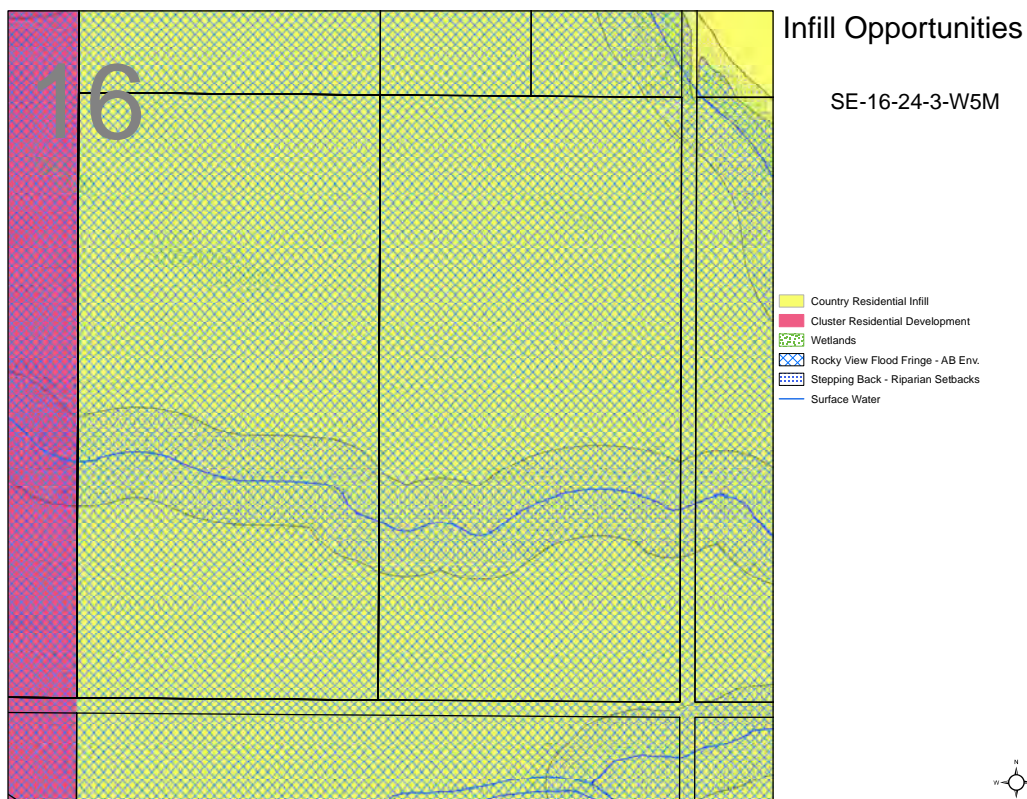 Infill Opportunities
SE-16-24-3-W5M
16
Country Residential Infill
Cluster Residential Development
Wetlands
Rocky View Flood Fringe - AB Env.
Stepping Back - Riparian Setbacks
Surface Water
N
W